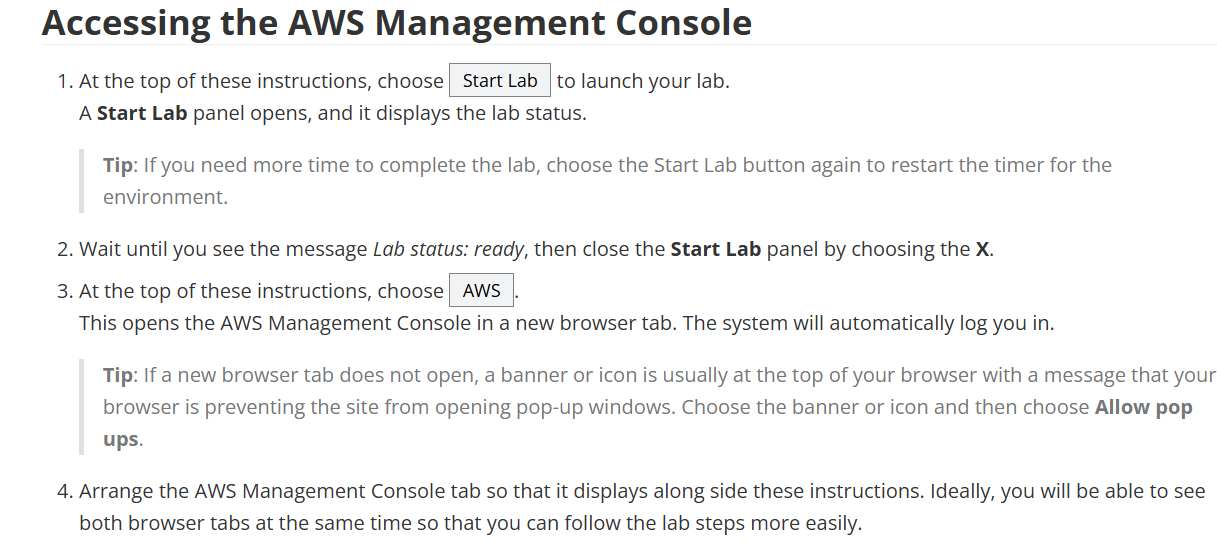 Accessing the AWS Management Console
1. At the top of these instructions, choose Start Lab to launch your lab.
A Start Lab panel opens, and it displays the lab status.
Tip: If you need more time to complete the lab, choose the Start Lab button again to restart the timer for the
environment.
2. Wait until you see the message Lab status: ready, then close the Start Lab panel by choosing the X.
3. At the top of these instructions, choose AWS.
This opens the AWS Management Console in a new browser tab. The system will automatically log you in.
Tip: If a new browser tab does not open, a banner or icon is usually at the top of your browser with a message that your
browser is preventing the site from opening pop-up windows. Choose the banner or icon and then choose Allow pop
ups.
4. Arrange the AWS Management Console tab so that it displays along side these instructions. Ideally, you will be able to see
both browser tabs at the same time so that you can follow the lab steps more easily.